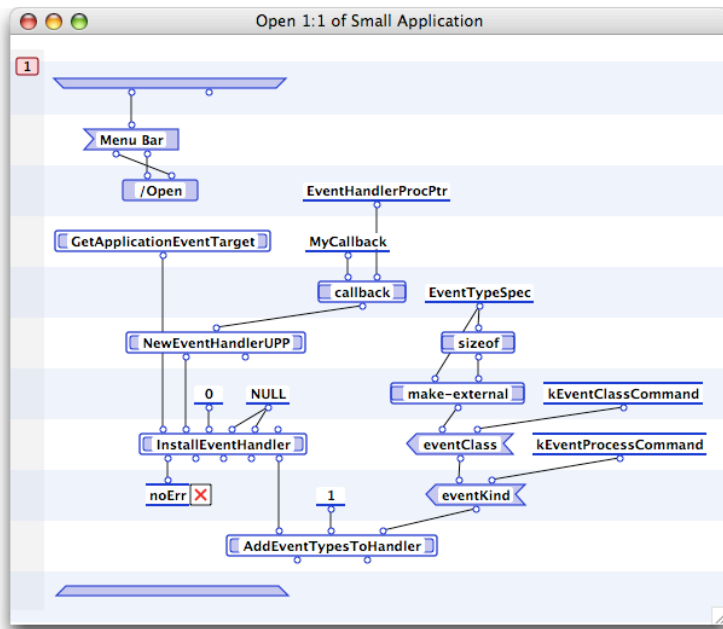 Open 1:1 of Small Application
1
Menu Bar
/Open
EventHandlerProcPtr
GetApplicationEventTarget
MyCallback
callback
EventTypeSpec
NewEventHandlerUPP
sizeof
0
NULL
make-external
kEventClassCommand
InstallEventHandler
eventClass
kEventProcessCommand
noErr
1
eventKind
AddEventTypesToHandler